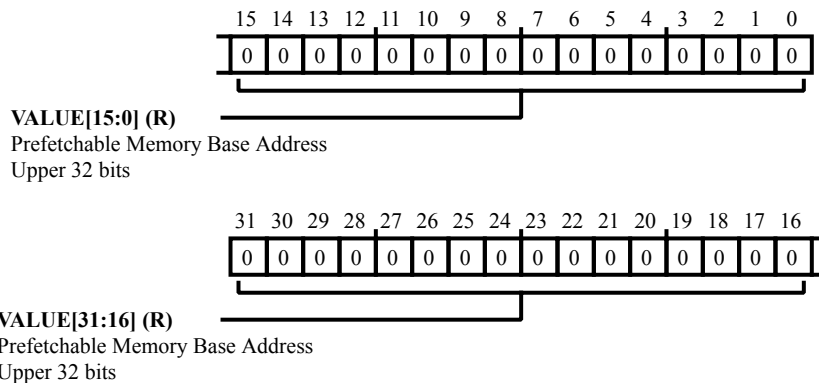 15 14 13 12 11 10 9 8 7 6 5 4 3 2 1 0
0 0 0 0 0 0 0 0 0 0 0 0 0 0 0 0
VALUE[15:0] (R)
Prefetchable Memory Base Address
Upper 32 bits
31 30 29 28 27 26 25 24 23 22 21 20 19 18 17 16
0 0 0 0 0 0 0 0 0 0 0 0 0 0 0 0
VALUE[31:16] (R)
Prefetchable Memory Base Address
Upper 32 bits